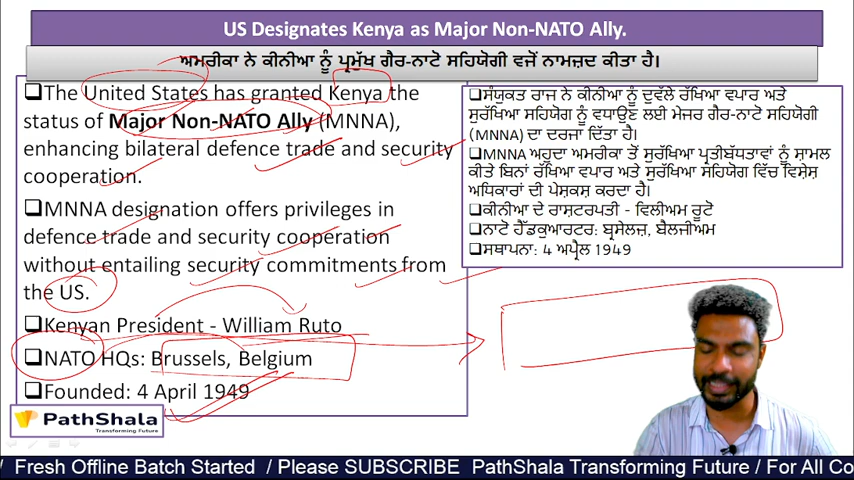 US Designates Kenya as Major Non-NATO Ally.
ਅਮਰੀਕਾ ਨੇ ਕੀਨੀਆ ਨੂੰ ਪ੍ਰਮੁੱਖ ਗੈਰ-ਨਾਟੋ ਸਹਿਯੋਗੀ ਵਜੋਂ ਨਾਮਜ਼ਦ ਕੀਤਾ ਹੈ।
❑The United States has granted Kenya the
status of Major Non-NATO Ally (MNNA),
enhancing bilateral defence trade and security
cooperation.
❑MNNA designation offers privileges in
defence trade and security cooperation
without entailing security commitments from
the US.
❑Kenyan President - William Ruto
❑NATO HQs: Brussels, Belgium
❑Founded: 4 April 1949
❑ਸੰਯੁਕਤ ਰਾਜ ਨੇ ਕੀਨੀਆ ਨੂੰ ਦੁਵੱਲੇ ਰੱਖਿਆ ਵਪਾਰ ਅਤੇ
ਸੁਰੱਖਿਆ ਸਹਿਯੋਗ ਨੂੰ ਵਧਾਉਣ ਲਈ ਮੇਜਰ ਗੈਰ-ਨਾਟੋ ਸਹਿਯੋਗੀ
(MNNA) ਦਾ ਦਰਜਾ ਦਿੱਤਾ ਹੈ।
❑MNNA ਅਹੁਦਾ ਅਮਰੀਕਾ ਤੋਂ ਸੁਰੱਖਿਆ ਪ੍ਰਤੀਬੱਧਤਾਵਾਂ ਨੂੰ ਸ਼ਾਮਲ
ਕੀਤੇ ਬਿਨਾਂ ਰੱਖਿਆ ਵਪਾਰ ਅਤੇ ਸੁਰੱਖਿਆ ਸਹਿਯੋਗ ਵਿੱਚ ਵਿਸ਼ੇਸ਼
ਅਧਿਕਾਰਾਂ ਦੀ ਪੇਸ਼ਕਸ਼ ਕਰਦਾ ਹੈ।
❑ਕੀਨੀਆ ਦੇ ਰਾਸ਼ਟਰਪਤੀ - ਵਿਲੀਅਮ ਰੂਟੋ
❑ਨਾਟੋ ਹੈੱਡਕੁਆਰਟਰ: ਬ੍ਰਸੇਲਜ਼, ਬੈਲਜੀਅਮ
❑ਸਥਾਪਨਾ: 4 ਅਪ੍ਰੈਲ 1949
PathShala
Transforming Future
Fresh Offline Batch Started / Please SUBSCRIBE PathShala Transforming Future / For All Co